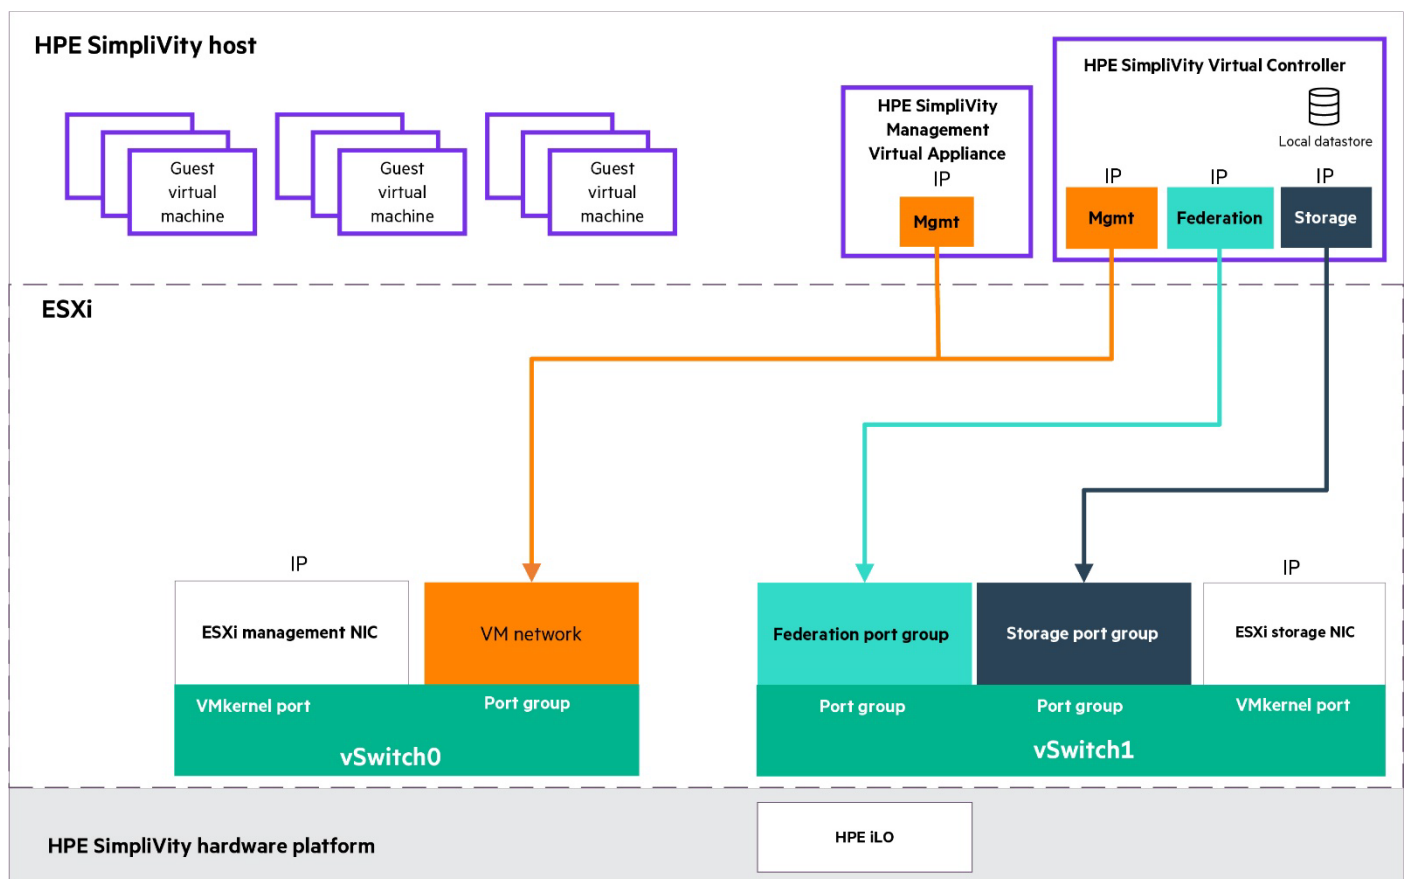 HPE SimpliVity host
Guest
virtual
machine
Guest
virtual
machine
Guest
virtual
machine
HPE SimpliVity
Management
Virtual Appliance
IP
Mgmt
HPE SimpliVity Virtual Controller
Local datastore
IP
IP
IP
Mgmt
Federation
Storage
ESXi
IP
ESXi management NIC
VM network
VMkernel port
Port group
vSwitch0
IP
Federation port group
Storage port group
ESXi storage NIC
Port group
Port group
VMkernel port
vSwitch1
HPE SimpliVity hardware platform
HPE iLO